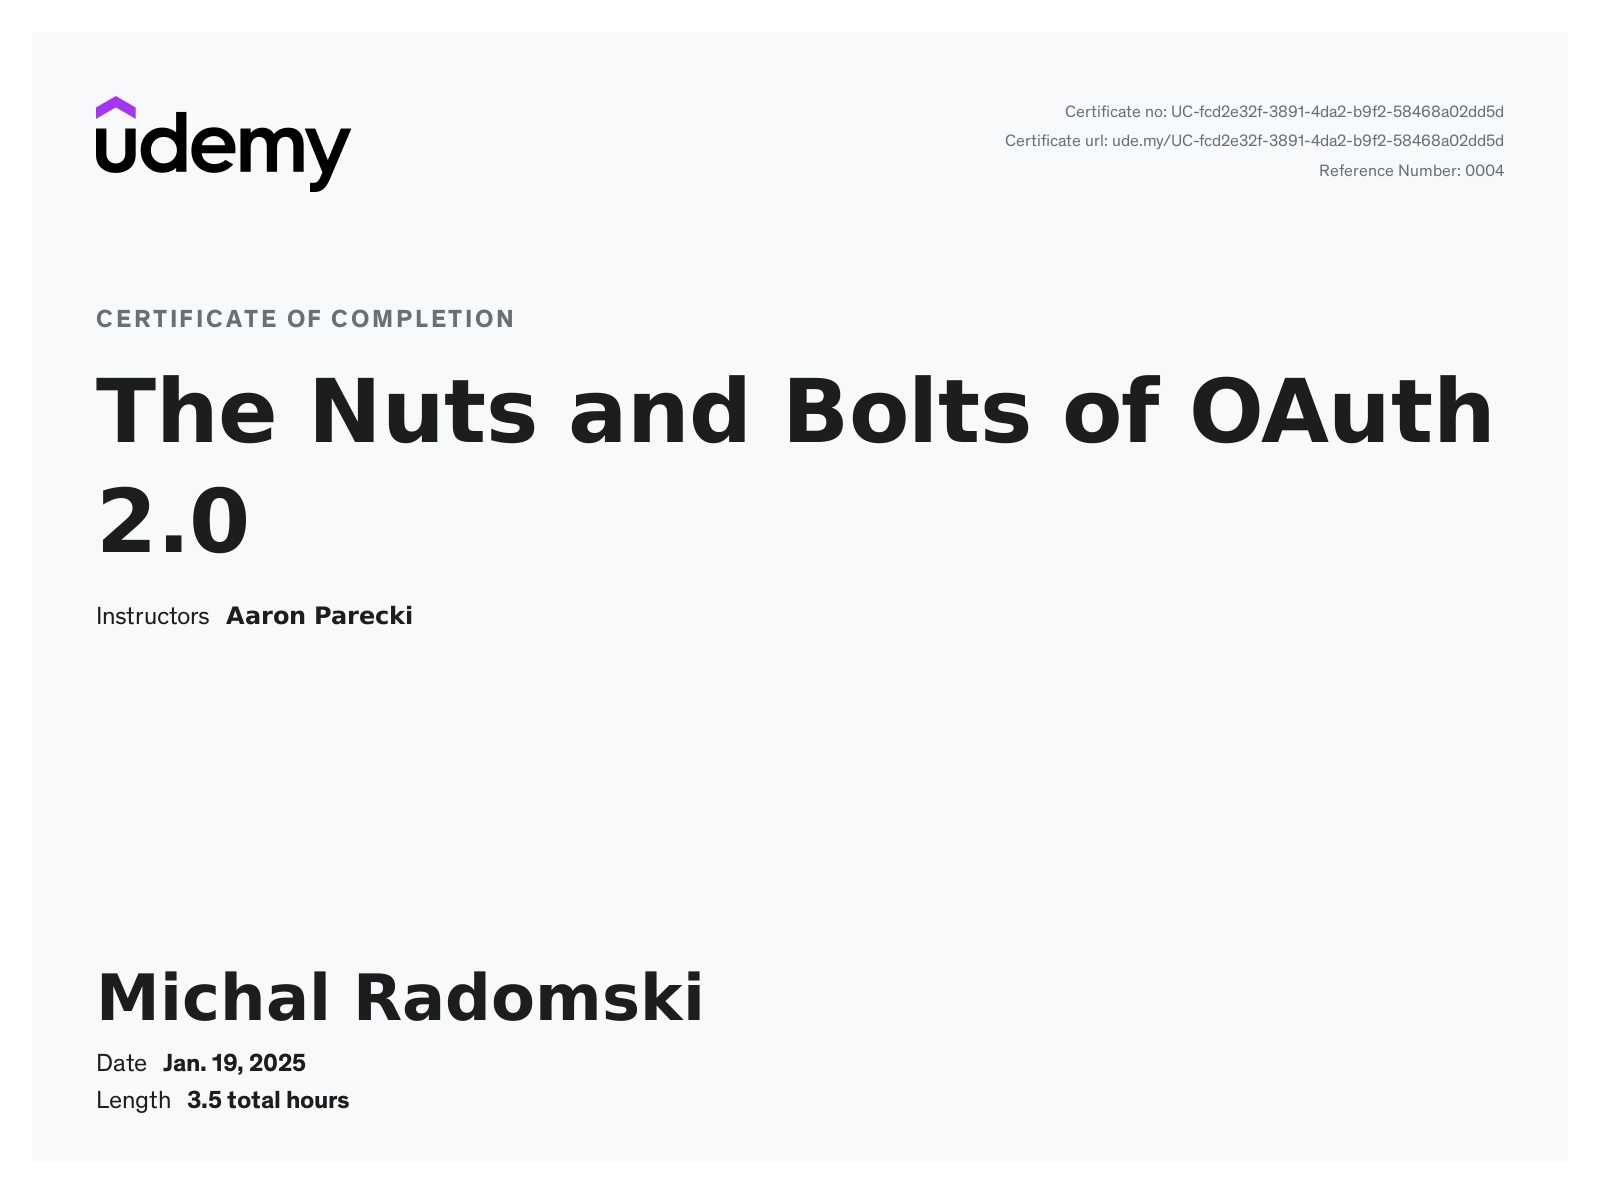 udemy
Certificate no: UC-fcd2e32f-3891-4da2-b9f2-58468a02dd5d
Certificate url: ude.my/UC-fcd2e32f-3891-4da2-b9f2-58468a02dd5d
Reference Number: 0004
CERTIFICATE OF COMPLETION
The Nuts and Bolts of OAuth
2.0
Instructors Aaron Parecki
Michal Radomski
Date Jan. 19, 2025
Length 3.5 total hours